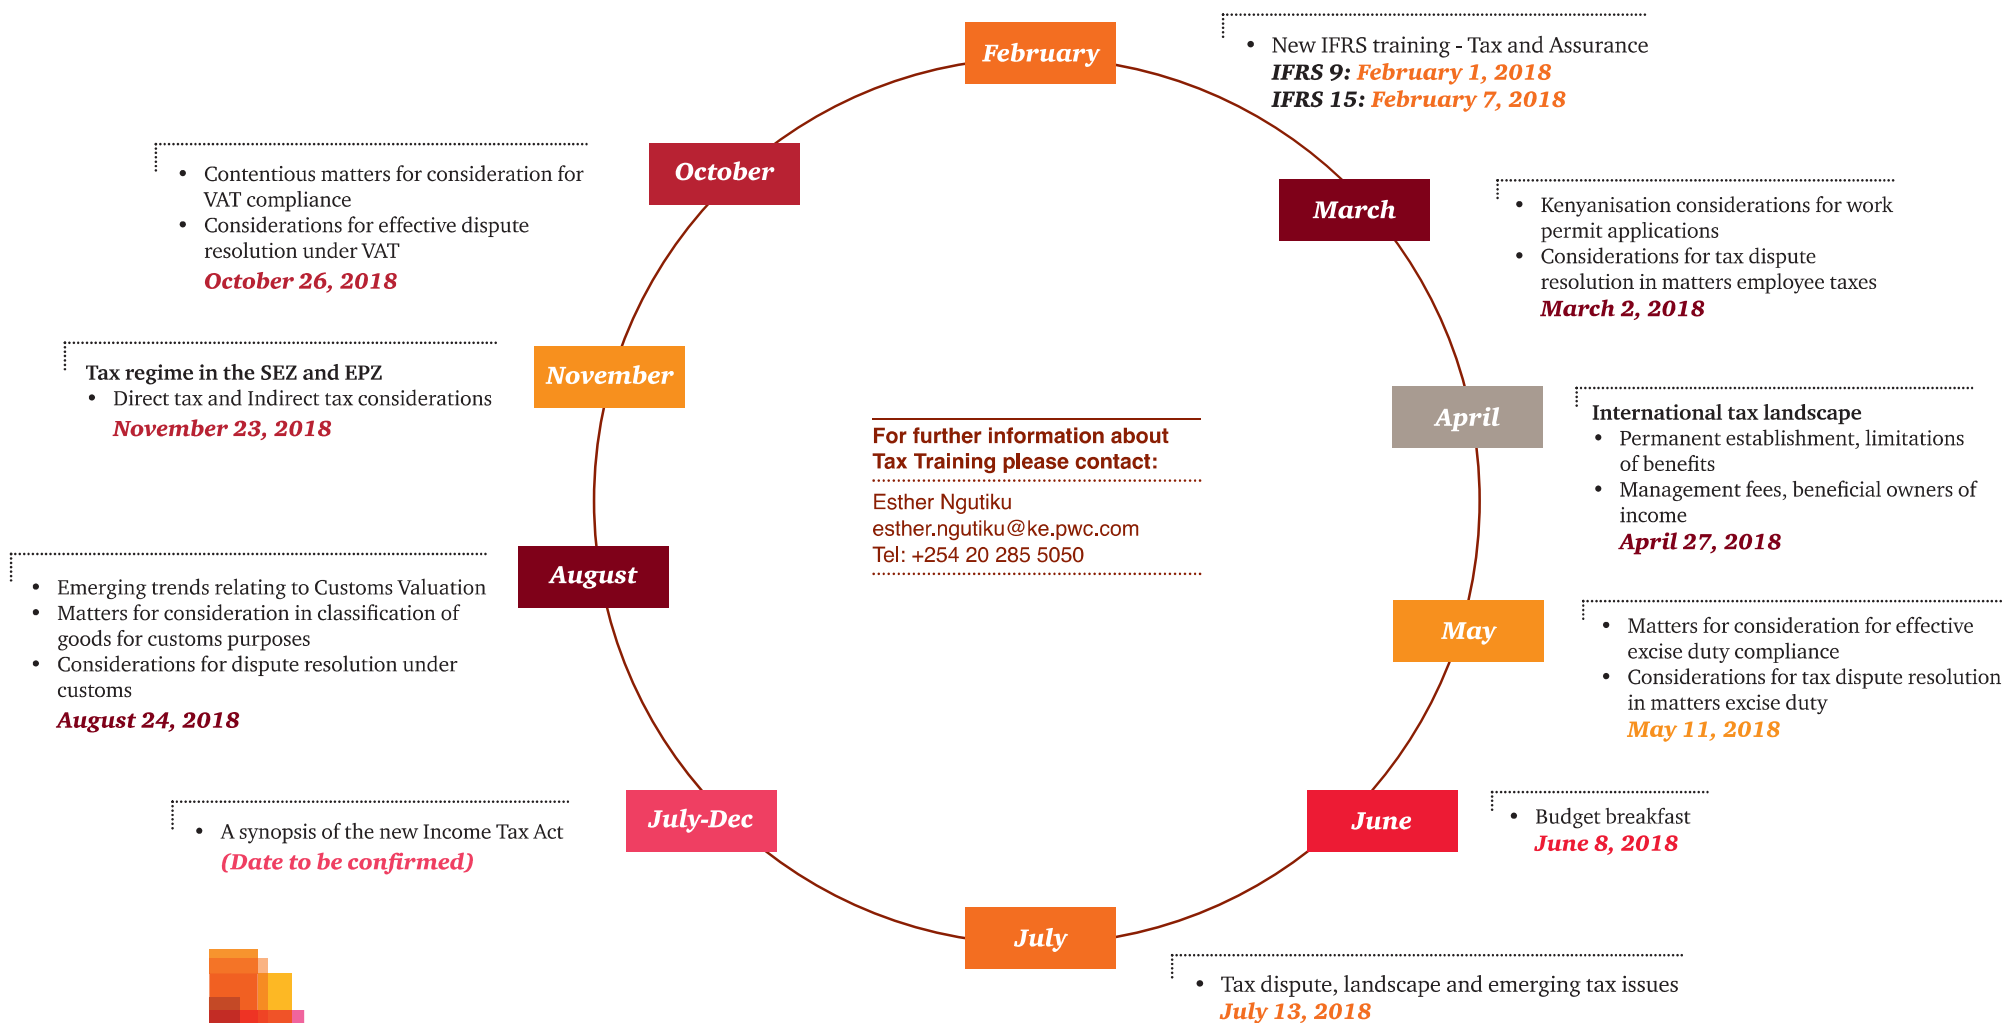 February
• New IFRS training - Tax and Assurance
IFRS 9: February 1, 2018
IFRS 15: February 7, 2018
March
• Kenyanisation considerations for work
permit applications
• Considerations for tax dispute
resolution in matters employee taxes
March 2, 2018
April
International tax landscape
• Permanent establishment, limitations
of benefits
• Management fees, beneficial owners of
income
April 27, 2018
May
• Matters for consideration for effective
excise duty compliance
• Considerations for tax dispute resolution
in matters excise duty
May 11, 2018
June
• Budget breakfast
June 8, 2018
July
• Tax dispute, landscape and emerging tax issues
July 13, 2018
July-Dec
• A synopsis of the new Income Tax Act
(Date to be confirmed)
August
• Emerging trends relating to Customs Valuation
• Matters for consideration in classification of
goods for customs purposes
• Considerations for dispute resolution under
customs
August 24, 2018
November
Tax regime in the SEZ and EPZ
• Direct tax and Indirect tax considerations
November 23, 2018
October
• Contentious matters for consideration for
VAT compliance
• Considerations for effective dispute
resolution under VAT
October 26, 2018
For further information about
Tax Training please contact:
Esther Ngutiku
esther.ngutiku@ke.pwc.com
Tel: +254 20 285 5050